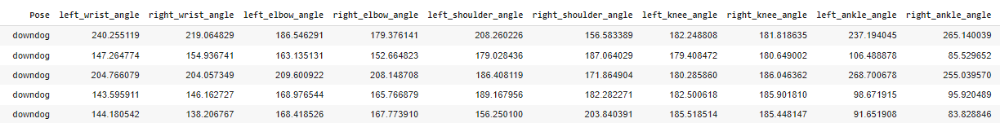 Pose left_wrist_angle right_wrist_angle left_elbow_angle right_elbow_angle left_shoulder_angle right_shoulder_angle left_knee_angle right_knee_angle left_ankle_angle right_ankle_angle
downdog 240.255119 219.064829 186.546291 179.376141 208.260226 156.583389 182.248808 181.818635 237.194045 265.140039
downdog 147.264774 154.936741 163.135131 152.664823 179.028436 187.064029 179.408472 180.649002 106.488878 85.529652
downdog 204.766079 204.057349 209.600922 208.148708 186.408119 171.864904 180.285860 186.046362 268.700678 255.039570
downdog 143.595911 146.162727 168.976544 165.766879 189.167956 182.282271 182.500618 185.901810 98.671915 95.920489
downdog 144.180542 138.206767 168.418526 167.773910 156.250100 203.840391 185.518514 185.448147 91.651908 83.828846